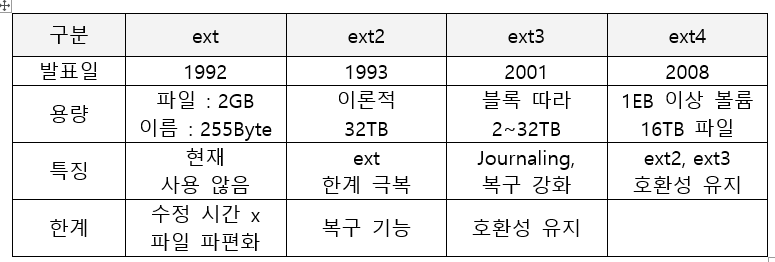 구분 ext ext2 ext3 ext4
발표일 1992 1993 2001 2008
용량 파일 : 2GB 이론적 블록 따라 1EB 이상 볼륨
이름 : 255Byte 32TB 2~32TB 16TB 파일
특징 현재 ext Journaling, ext2, ext3
사용 않음 한계 극복 복구 강화 호환성 유지
한계 수정 시간 x 복구 기능 호환성 유지
파일 파편화